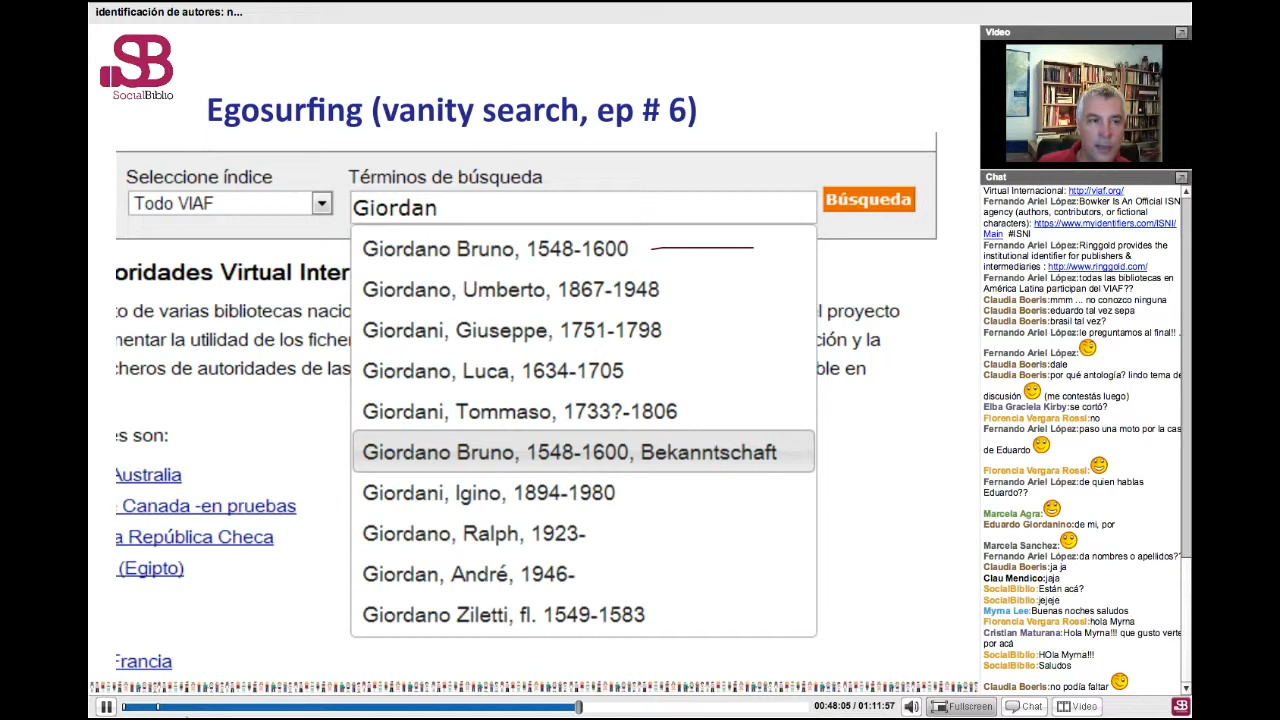 identificación de autores: n...
SB
SocialBiblio
Egosurfing (vanity search, ep # 6)
Seleccione índice
Términos de búsqueda
Todo VIAF
Giordan
Búsqueda
Giordano Bruno, 1548-1600
Giordano, Umberto, 1867-1948
Giordani, Giuseppe, 1751-1798
Giordano, Luca, 1634-1705
Giordani, Tommaso, 1733?-1806
Giordano Bruno, 1548-1600, Bekanntschaft
Giordani, Igino, 1894-1980
Giordano, Ralph, 1923-
Giordan, André, 1946-
Giordano Ziletti, fl. 1549-1583
oridades Virtual Inter
to de varias bibliotecas nacio
l proyecto
mentar la utilidad de los ficher
ción y la
cheros de autoridades de las
ble en
es son:
Australia
Canada -en pruebas
a República Checa
(Egipto)
Francia
Video
Chat
Virtual Internacional: http://viaf.org/
Fernando Ariel López:Bowker Is An Official ISNI
agency (authors, contributors, or fictional
characters): https://www.myidentifiers.com/ISNI/
Main #ISNI
Fernando Ariel López:Ringgold provides the
institutional identifier for publishers &
intermediaries : http://www.ringgold.com/
Fernando Ariel López:todas las bibliotecas en
América Latina participan del VIAF??
Claudia Boeris:mmm ... no conozco ninguna
Claudia Boeris:eduardo tal vez sepa
Claudia Boeris:brasil tal vez?
Fernando Ariel López:le preguntamos al final!! .
Fernando Ariel López:
Claudia Boeris:dale
Claudia Boeris:por qué antología? lindo tema de
discusión (me contestás luego)
Elba Graciela Kirby:se cortó?
Florencia Vergara Rossi:no
Fernando Ariel López:paso una moto por la cas
de Eduardo
Florencia Vergara Rossi:
Fernando Ariel López:de quien hablas
Eduardo??
Marcela Agra:
Eduardo Giordanino:de mi, por
Marcela Sanchez:
Fernando Ariel López:da nombres o apellidos??
Claudia Boeris:ja ja
Clau Mendico:jaja
SocialBiblio:Están acá?
SocialBiblio:jejeje
Myrna Lee:Buenas noches saludos
Florencia Vergara Rossi:hola Myrna
Cristian Maturana:Hola Myrna!!! que gusto verte
por acá
SocialBiblio:HOla Myrna!!!
SocialBiblio:Saludos
Claudia Boeris:no podía faltar
00:48:05 / 01:11:57
Fullscreen
Chat
Video
SB